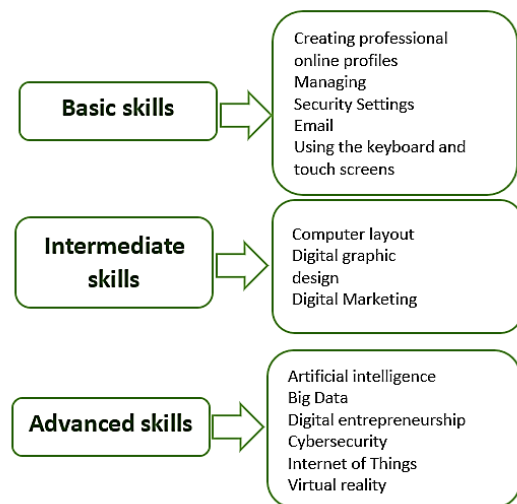 Basic skills
Creating professional
online profiles
Managing
Security Settings
Email
Using the keyboard and
touch screens
Intermediate
skills
Computer layout
Digital graphic
design
Digital Marketing
Advanced skills
Artificial intelligence
Big Data
Digital entrepreneurship
Cybersecurity
Internet of Things
Virtual reality